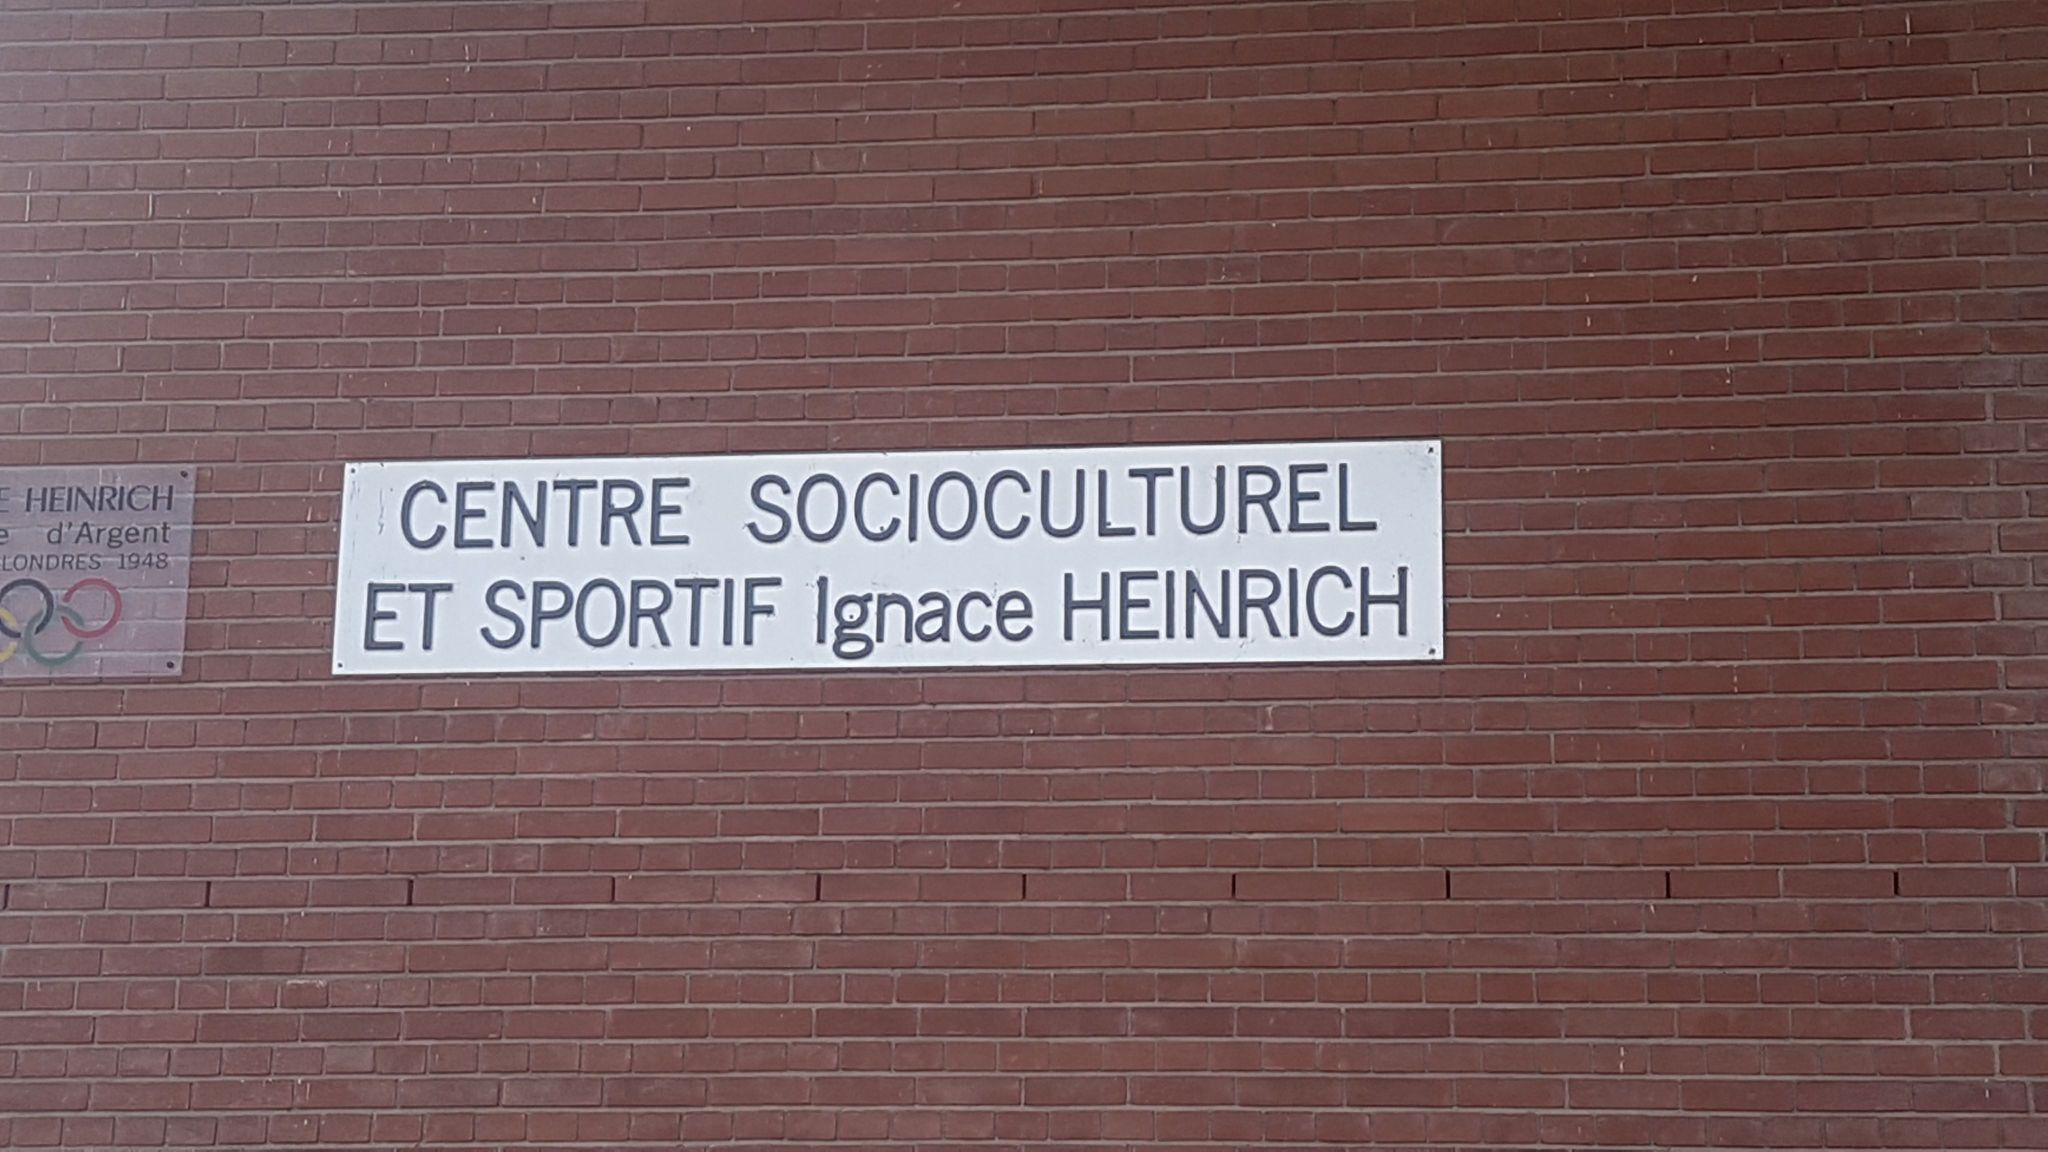 HEINRICH
d'Argent
LONDRES 1948
CENTRE SOCIOCULTUREL
ET SPORTIF Ignace HEINRICH